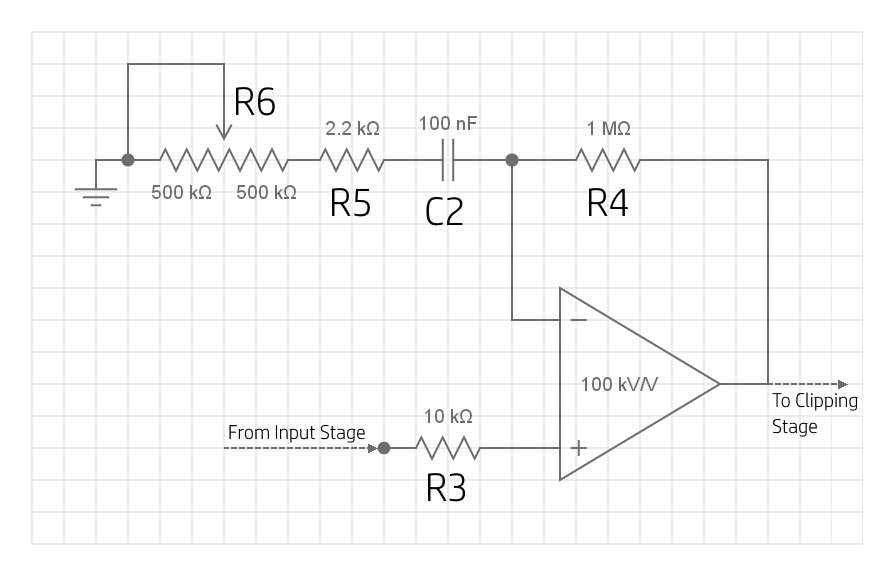 R6
2.2 kΩ
100 nF
1 MΩ
500 kΩ
500 kΩ
R5
C2
R4
−
100 kV/V
To Clipping
Stage
10 kΩ
From Input Stage
+
R3